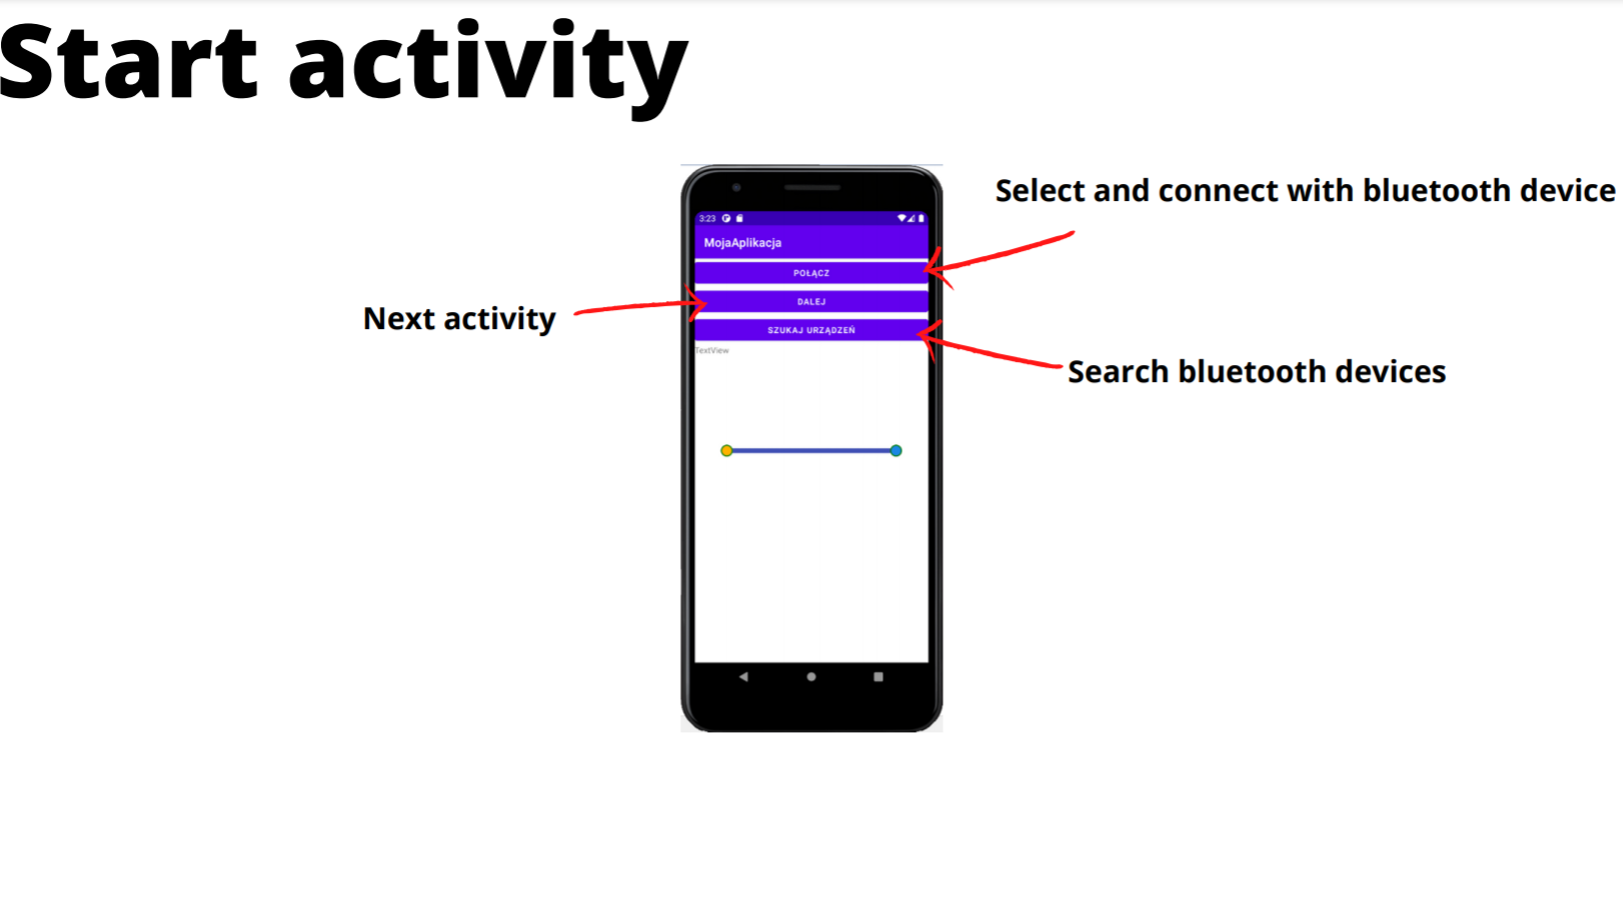 Start activity
Select and connect with bluetooth device
3:23
MojaAplikacja
POŁĄCZ
DALEJ
Next activity
SZUKAJ URZĄDZEŃ
TextView
Search bluetooth devices